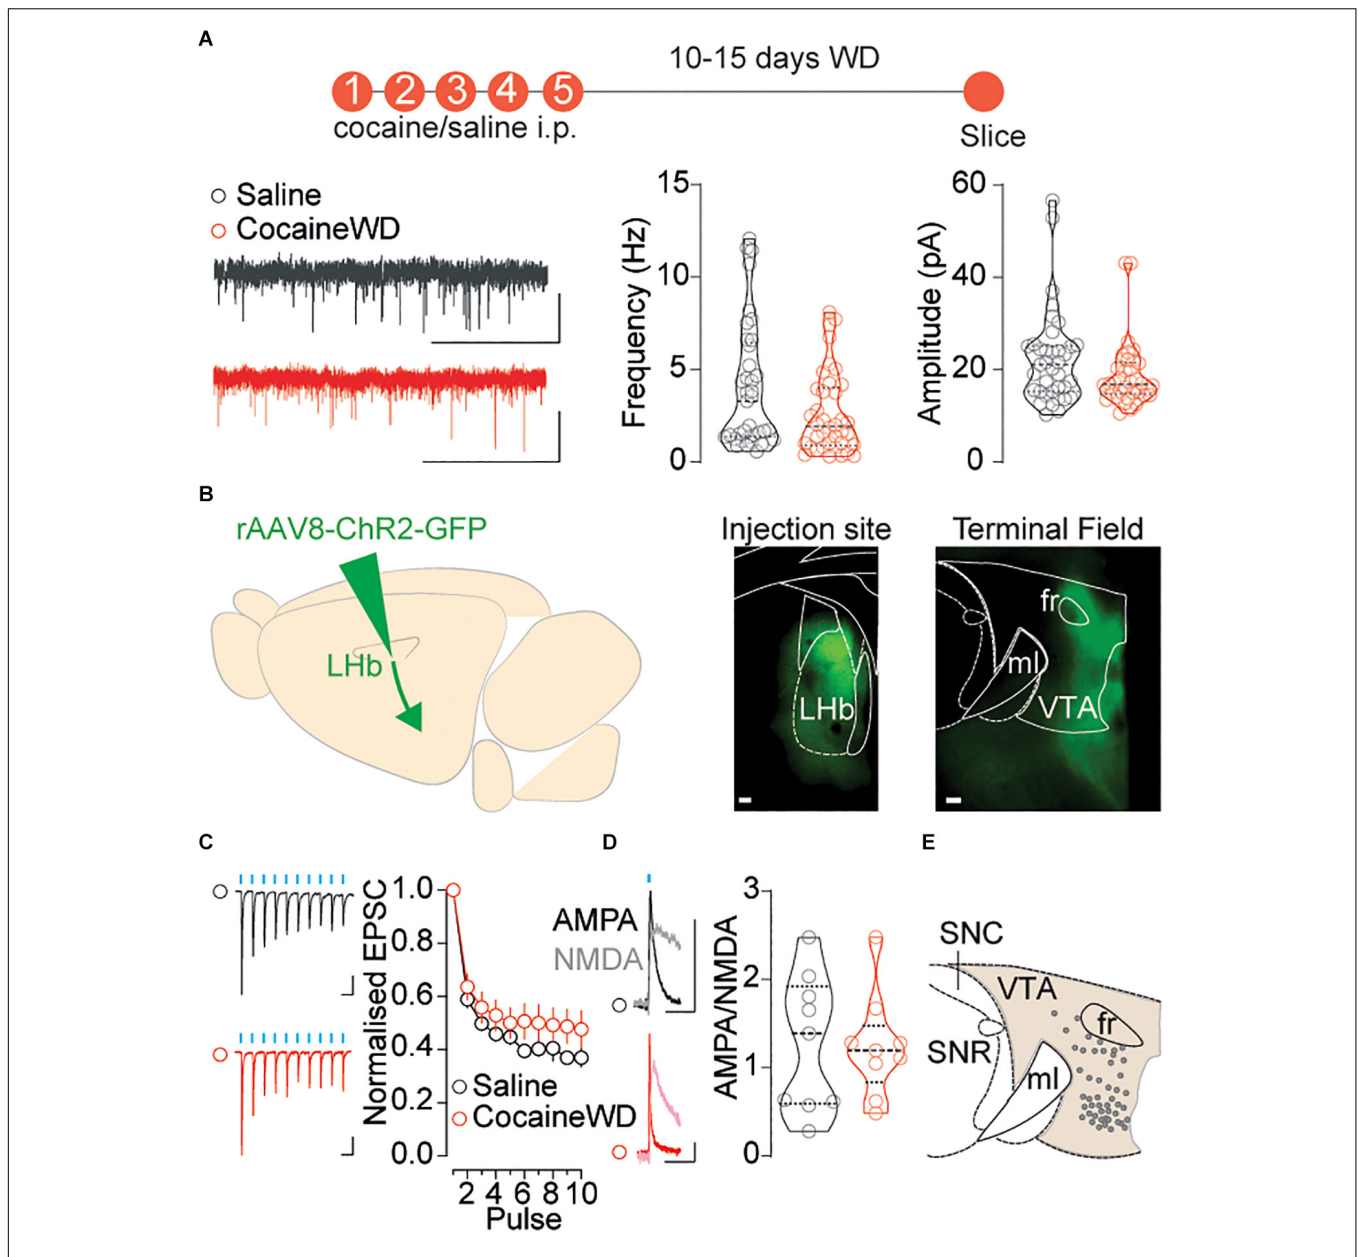 A
10-15 days WD
1 2 3 4 5
cocaine/saline i.p.
Slice
Saline
CocaineWD
Frequency (Hz)
15
10
5
0
Amplitude (pA)
60
40
20
0
B
rAAV8-ChR2-GFP
LHb
Injection site
LHb
Terminal Field
fr
ml
VTA
C
Normalised EPSC
1.0
0.8
0.6
0.4
0.2
0.0
Saline
CocaineWD
2 4 6 8 10
Pulse
D
AMPA
NMDA
AMPA/NMDA
3
2
1
0
E
SNC
VTA
fr
SNR
ml